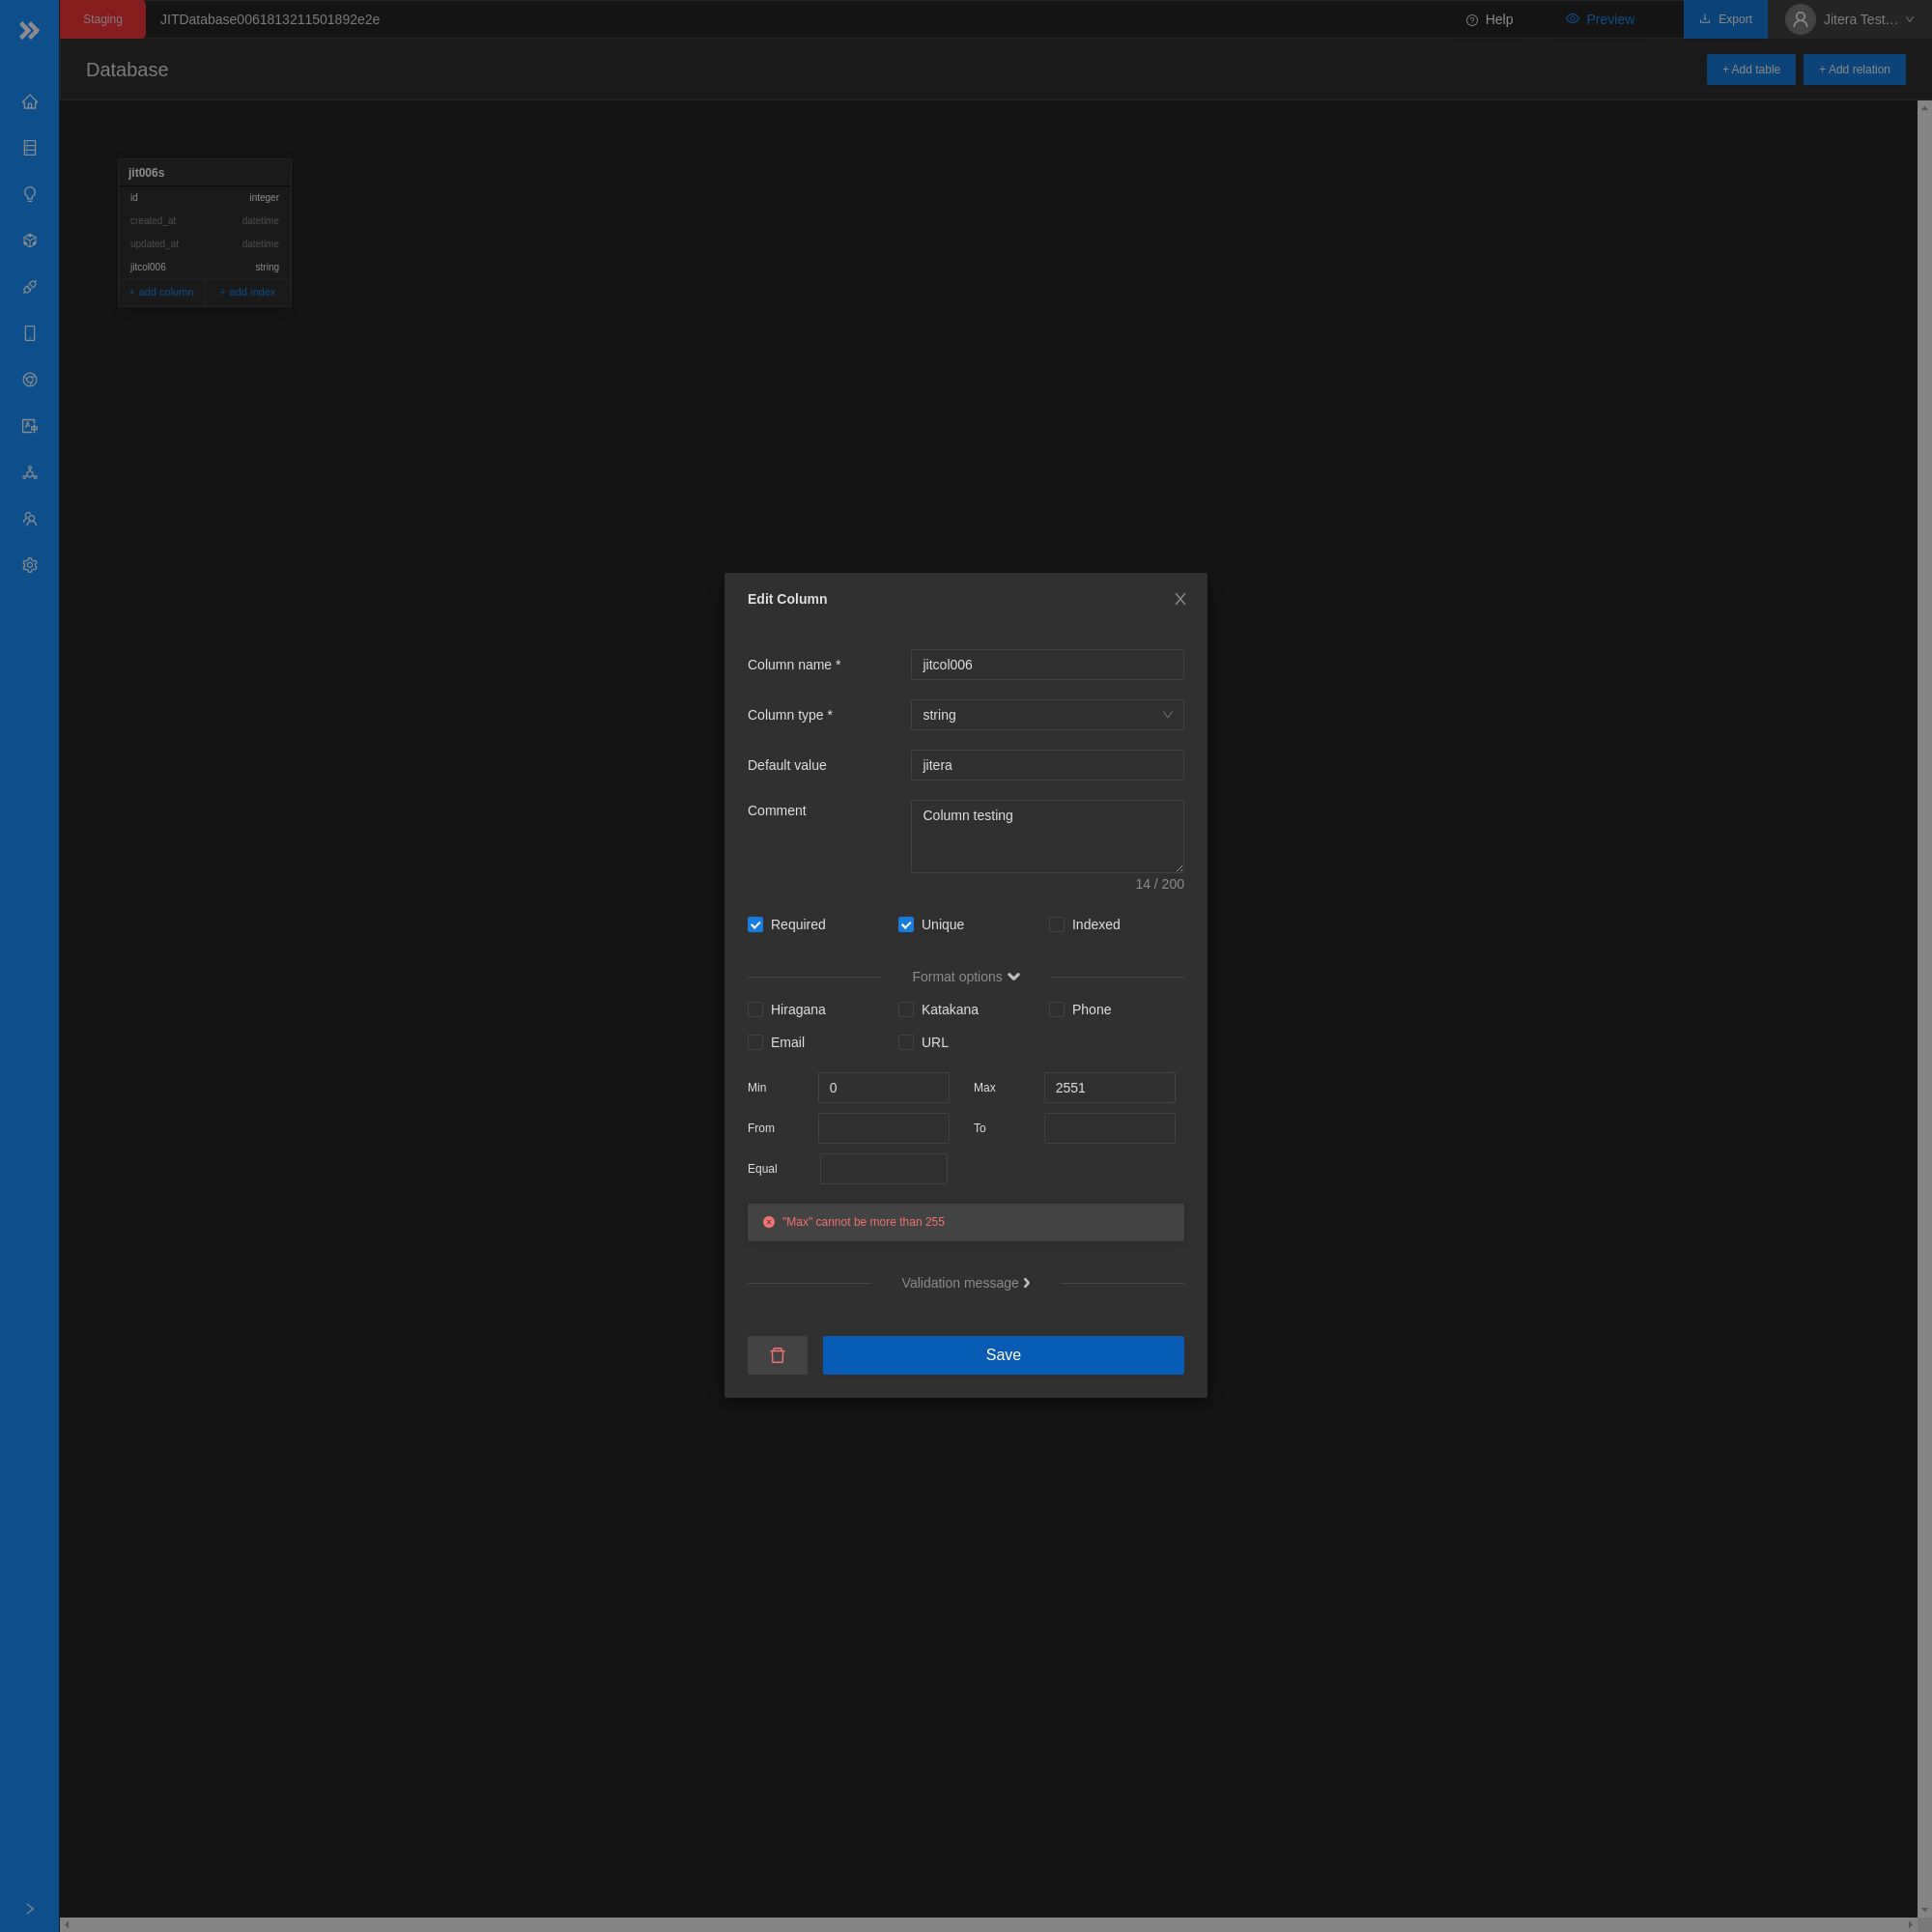 Staging
JITDatabase0061813211501892e2e
Help
Preview
Export
Jitera Test…
Database
+ Add table
+ Add relation
jit006s
id integer
created_at datetime
updated_at datetime
jitcol006 string
+ add column
+ add index
Edit Column
Column name * jitcol006
Column type * string
Default value jitera
Comment Column testing
14 / 200
Required Unique Indexed
Format options
Hiragana Katakana Phone
Email URL
Min 0 Max 2551
From To
Equal
"Max" cannot be more than 255
Validation message
Save